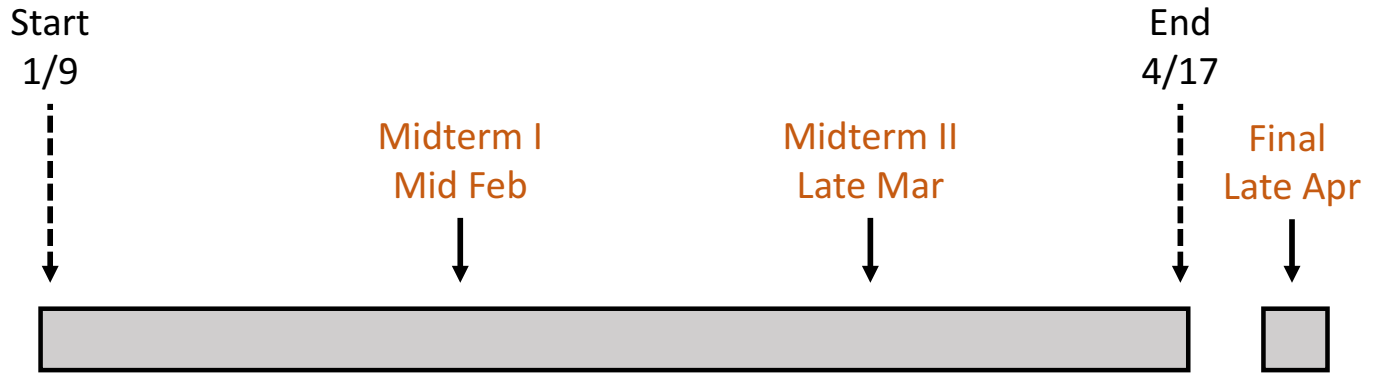 Start
1/9
End
4/17
Midterm I
Mid Feb
Midterm II
Late Mar
Final
Late Apr